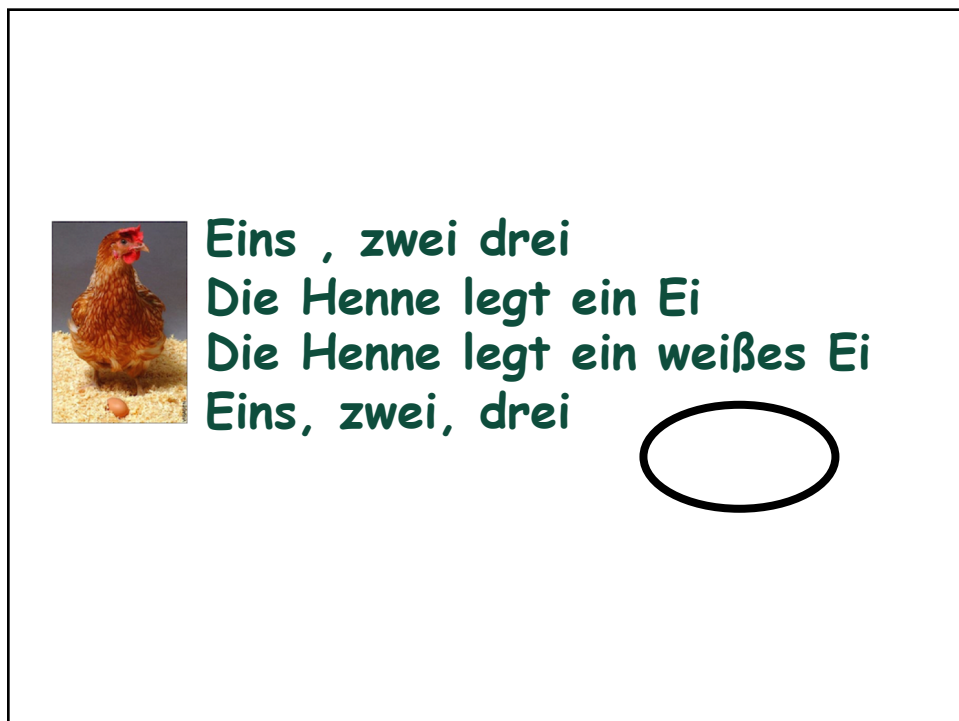 Eins , zwei drei
Die Henne legt ein Ei
Die Henne legt ein weißes Ei
Eins, zwei, drei